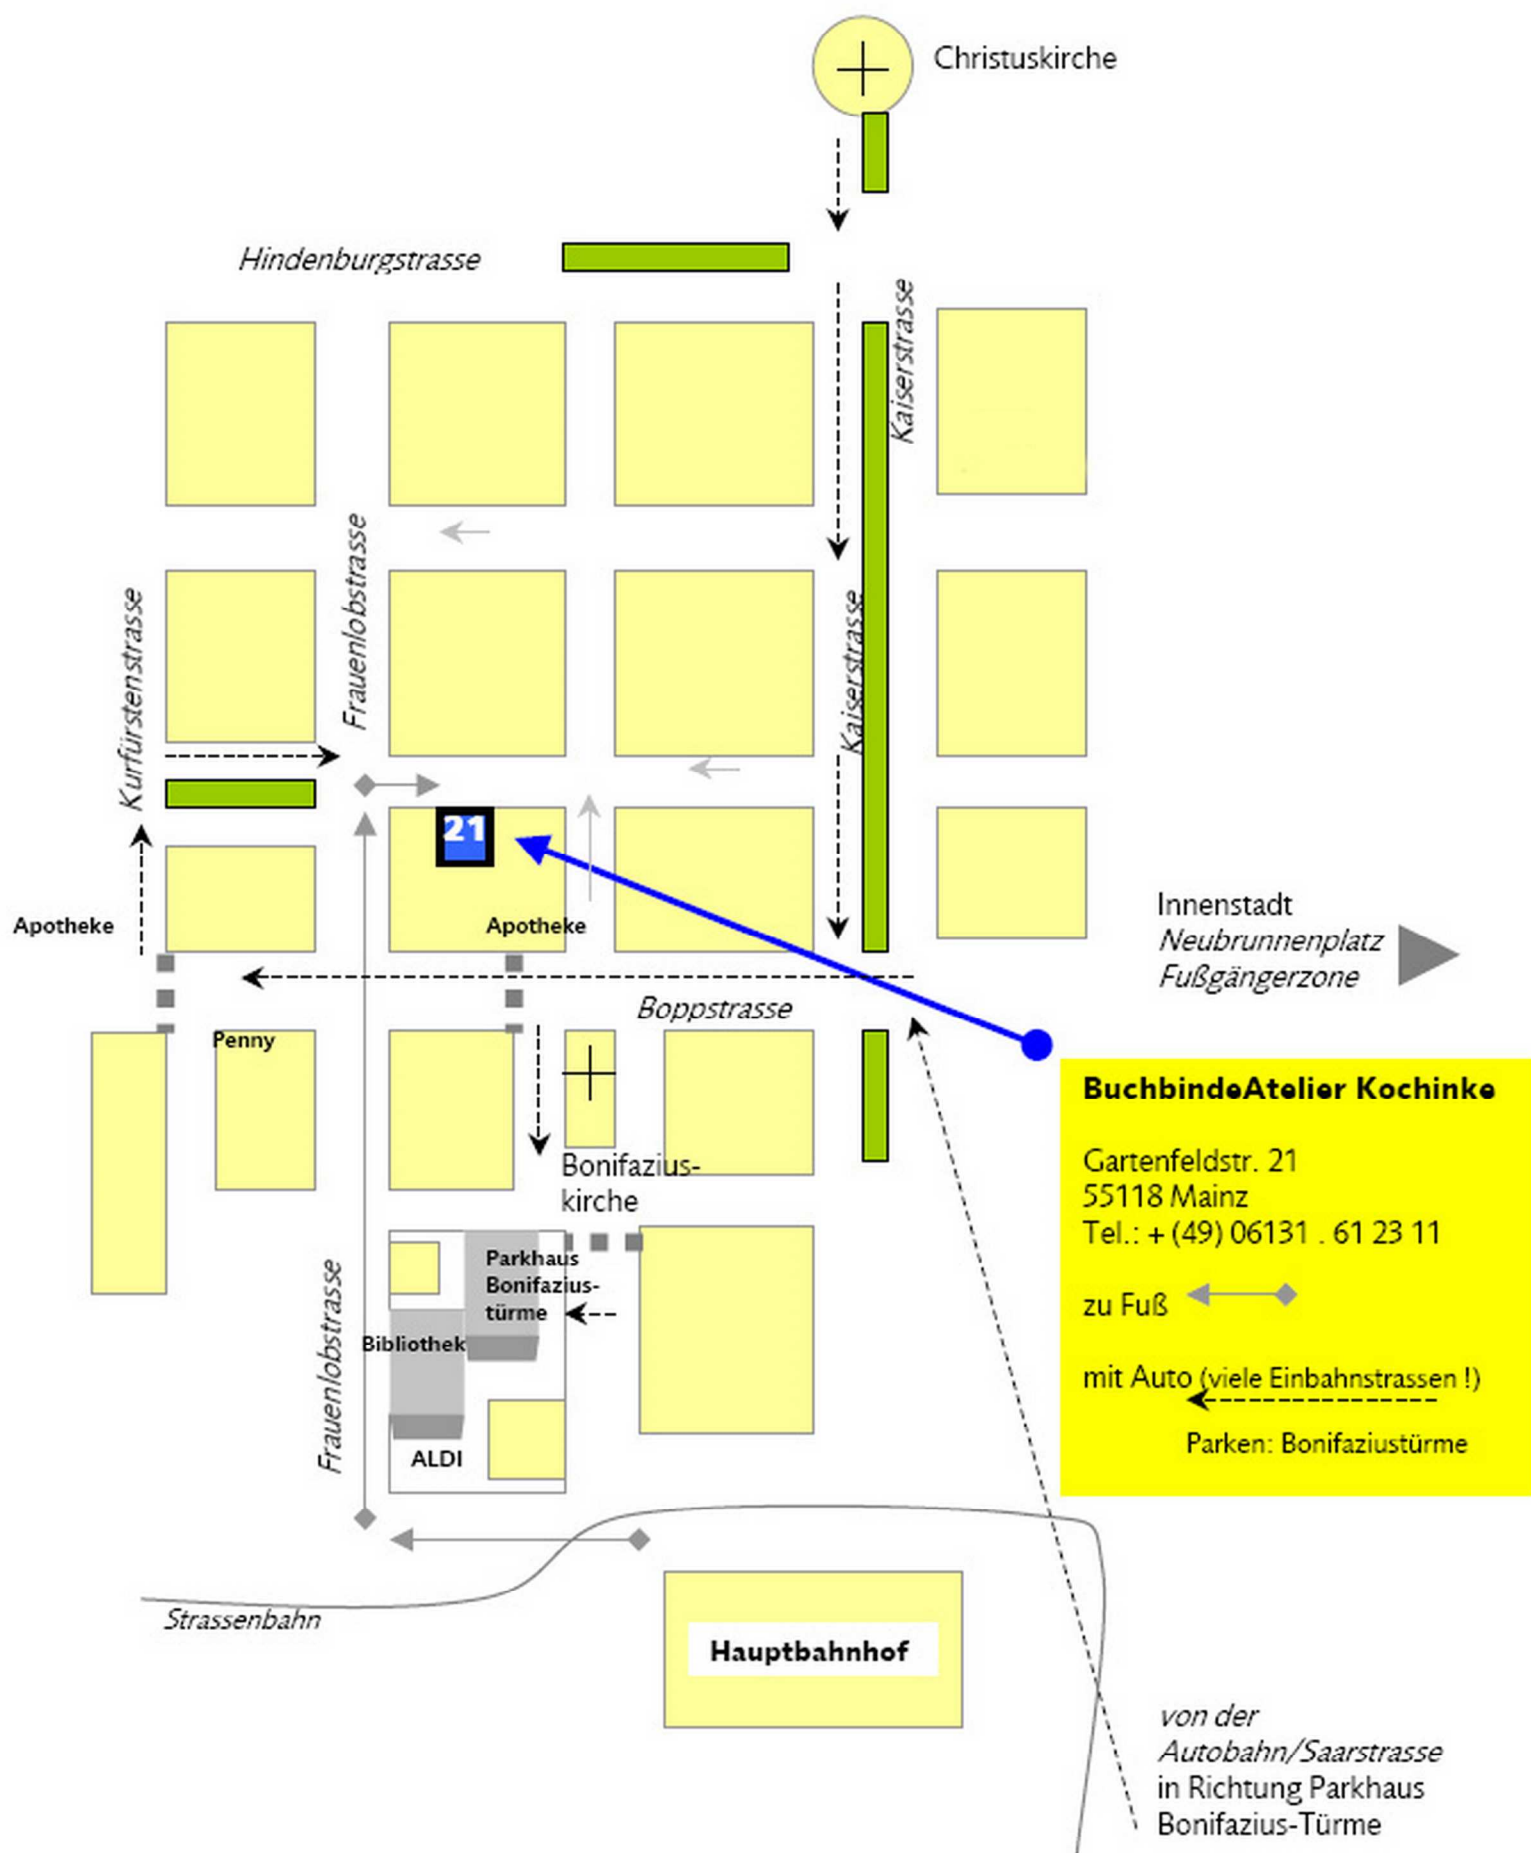 Christuskirche
Hindenburgstrasse
Kaiserstrasse
Frauenlobstrasse
Kurfürstenstrasse
Kaiserstrasse
21
Apotheke
Apotheke
Innenstadt
Neubrunnenplatz
Fußgängerzone
Boppstrasse
Penny
BuchbindeAtelier Kochinke
Gartenfeldstr. 21
55118 Mainz
Tel.: + (49) 06131 . 61 23 11
zu Fuß
mit Auto (viele Einbahnstrassen !)
Parken: Bonifaziustürme
Bonifazius-
kirche
Parkhaus
Bonifazius-
türme
Bibliothek
Frauenlobstrasse
ALDI
Strassenbahn
Hauptbahnhof
von der
Autobahn/Saarstrasse
in Richtung Parkhaus
Bonifazius-Türme